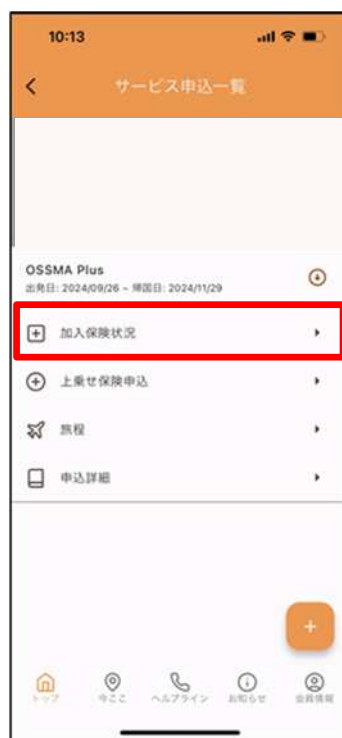 10:13
サービス申込一覧
OSSMA Plus
出発日: 2024/09/26 ~ 帰国日: 2024/11/29
加入保険状況
上乗せ保険申込
旅程
申込詳細
トップ
今ここ
ヘルプライン
お知らせ
会員情報